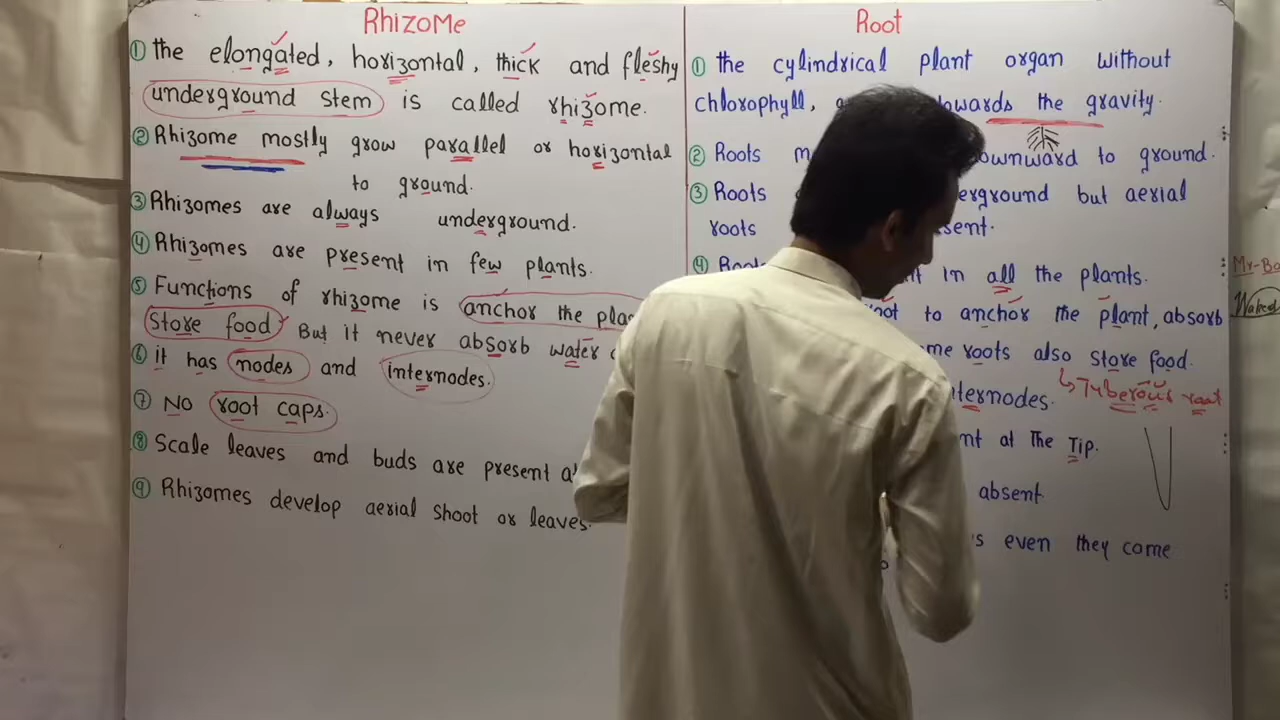 Rhizome
① the elongated, horizontal, thick and fleshy
underground stem is called rhizome.
② Rhizome mostly grow parallel or horizontal
to ground.
③ Rhizomes are always underground.
④ Rhizomes are present in few plants.
⑤ Functions of rhizome is anchor the
store food But it never absorb water
⑥ it has nodes and internodes.
⑦ No root caps.
⑧ Scale leaves and buds are present
⑨ Rhizomes develop aerial shoot or leaves.
Root
① the cylindrical plant organ without
chlorophyll, towards the gravity.
② Roots downward to ground.
③ Roots underground but aerial
roots
④ in all the plants.
root to anchor the plant, absorb
roots also store food.
↳ Tuberous root
internodes.
at The Tip.
absent
even they come